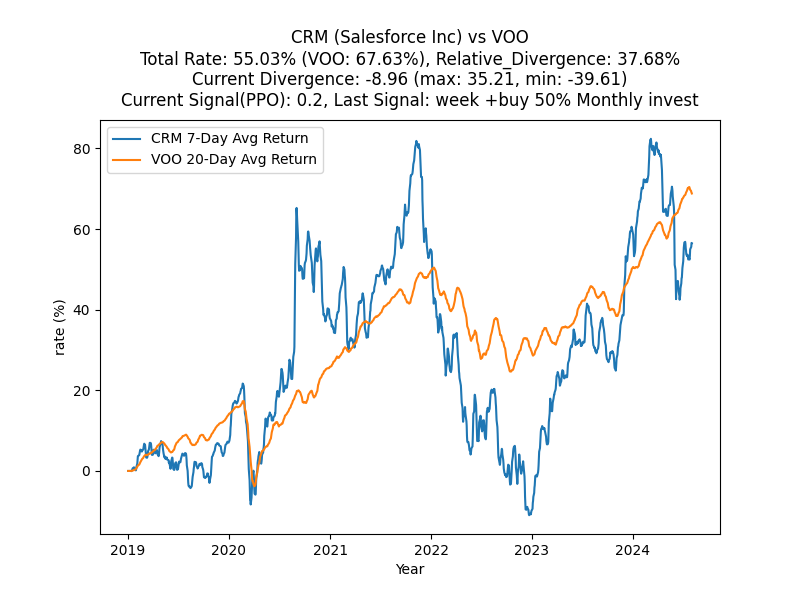 CRM (Salesforce Inc) vs VOO
Total Rate: 55.03% (VOO: 67.63%), Relative_Divergence: 37.68%
Current Divergence: -8.96 (max: 35.21, min: -39.61)
Current Signal(PPO): 0.2, Last Signal: week +buy 50% Monthly invest
CRM 7-Day Avg Return
VOO 20-Day Avg Return
80
60
40
20
0
rate (%)
2019 2020 2021 2022 2023 2024
Year